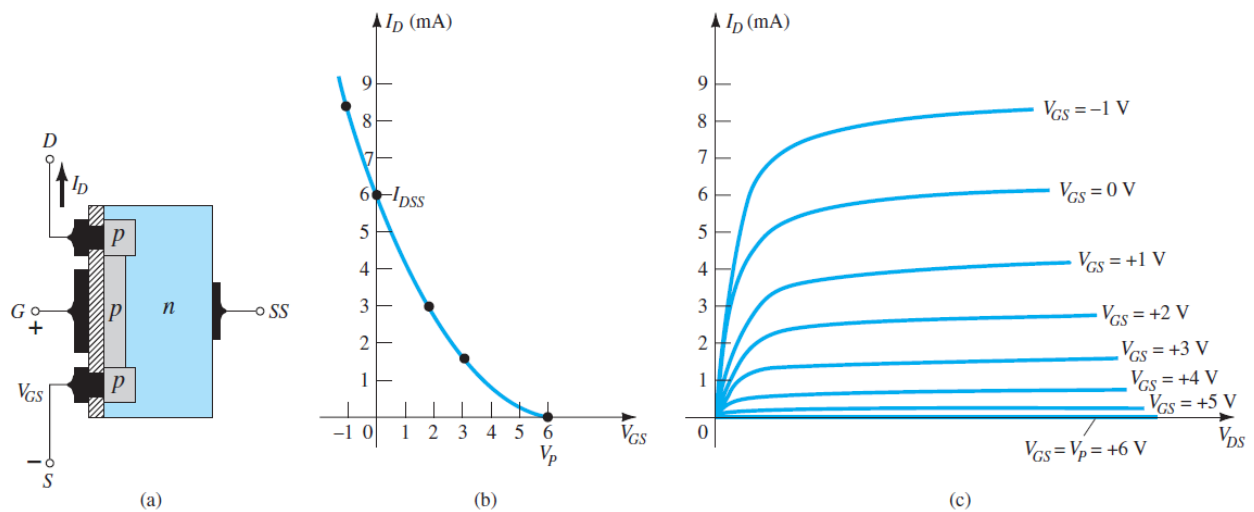 D
I_D
p
G
+
p
n
SS
p
V_GS
–
S
(a)
I_D (mA)
9
8
7
6
I_DSS
5
4
3
2
1
–1 0 1 2 3 4 5 6
V_GS
V_P
(b)
I_D (mA)
9
8
7
6
5
4
3
2
1
0
V_GS = –1 V
V_GS = 0 V
V_GS = +1 V
V_GS = +2 V
V_GS = +3 V
V_GS = +4 V
V_GS = +5 V
V_GS = V_P = +6 V
V_DS
(c)